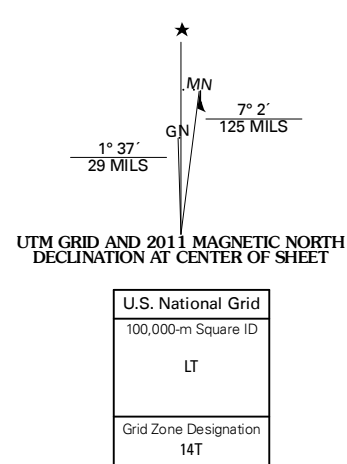 ★
MN
GN
7° 2´
125 MILS
1° 37´
29 MILS
UTM GRID AND 2011 MAGNETIC NORTH
DECLINATION AT CENTER OF SHEET
U.S. National Grid
100,000-m Square ID
LT
Grid Zone Designation
14T